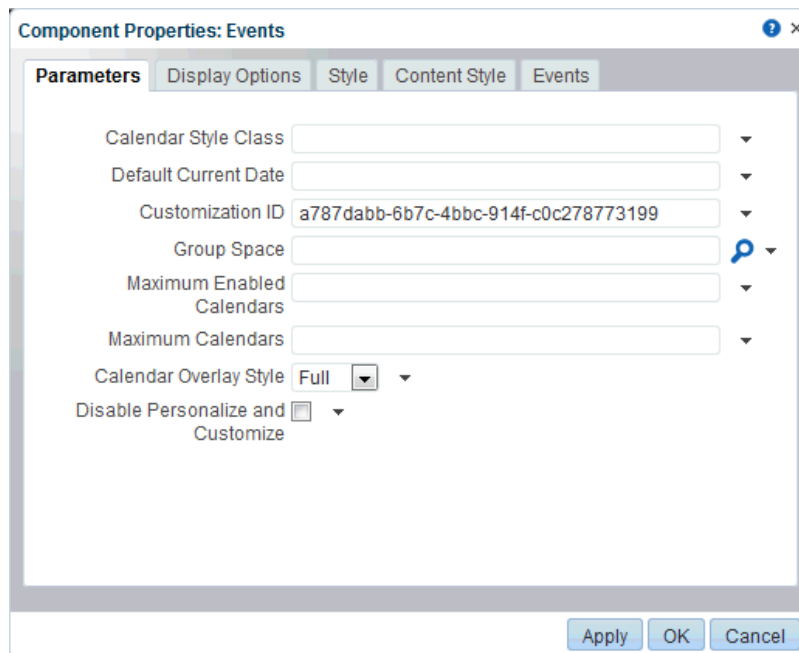 Component Properties: Events
Parameters Display Options Style Content Style Events
Calendar Style Class
Default Current Date
Customization ID a787dabb-6b7c-4bbc-914f-c0c278773199
Group Space
Maximum Enabled
Calendars
Maximum Calendars
Calendar Overlay Style Full
Disable Personalize and
Customize
Apply OK Cancel